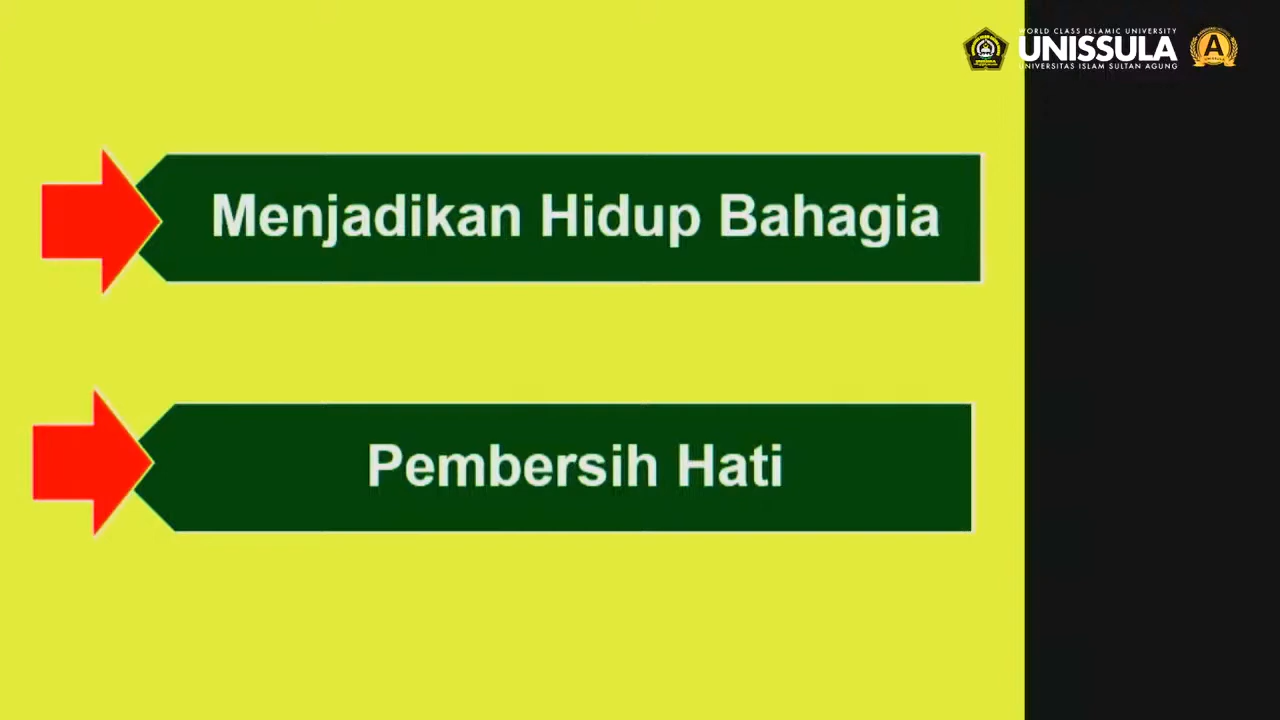 WORLD CLASS ISLAMIC UNIVERSITY
UNISSULA
UNIVERSITAS ISLAM SULTAN AGUNG
A
Menjadikan Hidup Bahagia
Pembersih Hati